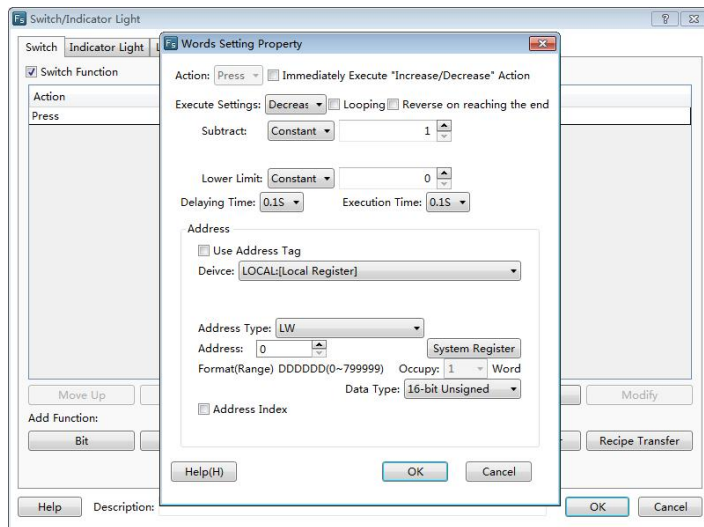 Fs Switch/Indicator Light
Switch Indicator Light L
Switch Function
Action
Press
Move Up
Modify
Add Function:
Bit
Recipe Transfer
Help Description: OK Cancel
Fs Words Setting Property
Action: Press Immediately Execute "Increase/Decrease" Action
Execute Settings: Decreas Looping Reverse on reaching the end
Subtract: Constant 1
Lower Limit: Constant 0
Delaying Time: 0.1S Execution Time: 0.1S
Address
Use Address Tag
Deivce: LOCAL:[Local Register]
Address Type: LW
Address: 0 System Register
Format(Range) DDDDDD(0~799999) Occupy: 1 Word
Data Type: 16-bit Unsigned
Address Index
Help(H) OK Cancel